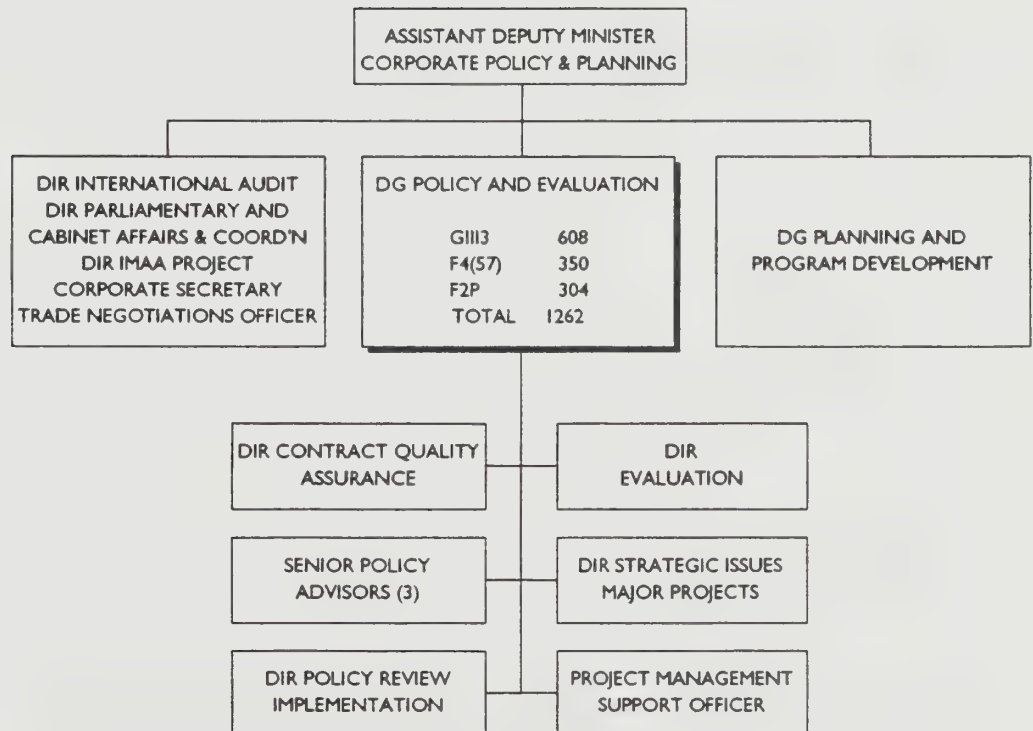 ASSISTANT DEPUTY MINISTER
CORPORATE POLICY & PLANNING
DIR INTERNATIONAL AUDIT
DIR PARLIAMENTARY AND
CABINET AFFAIRS & COORD'N
DIR IMAA PROJECT
CORPORATE SECRETARY
TRADE NEGOTIATIONS OFFICER
DG POLICY AND EVALUATION
GIII3 608
F4(57) 350
F2P 304
TOTAL 1262
DG PLANNING AND
PROGRAM DEVELOPMENT
DIR CONTRACT QUALITY
ASSURANCE
DIR
EVALUATION
SENIOR POLICY
ADVISORS (3)
DIR STRATEGIC ISSUES
MAJOR PROJECTS
DIR POLICY REVIEW
IMPLEMENTATION
PROJECT MANAGEMENT
SUPPORT OFFICER